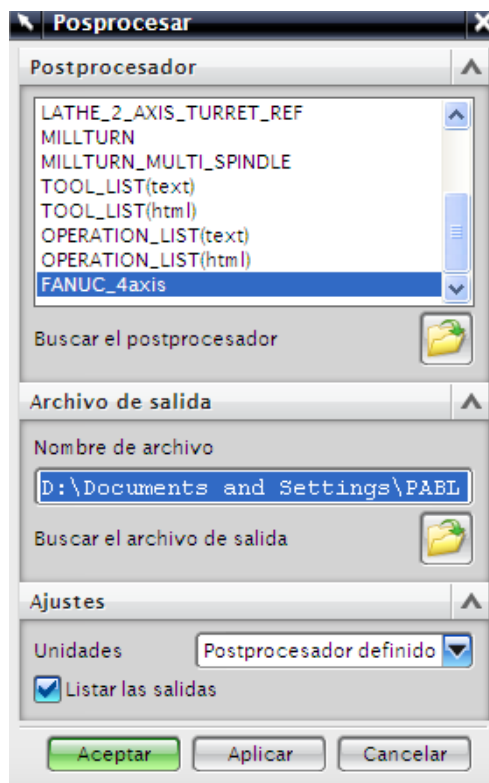 Posprocesar
Postprocesador
LATHE_2_AXIS_TURRET_REF
MILLTURN
MILLTURN_MULTI_SPINDLE
TOOL_LIST(text)
TOOL_LIST(html)
OPERATION_LIST(text)
OPERATION_LIST(html)
FANUC_4axis
Buscar el postprocesador
Archivo de salida
Nombre de archivo
D:\Documents and Settings\PABL
Buscar el archivo de salida
Ajustes
Unidades Postprocesador definido
Listar las salidas
Aceptar Aplicar Cancelar